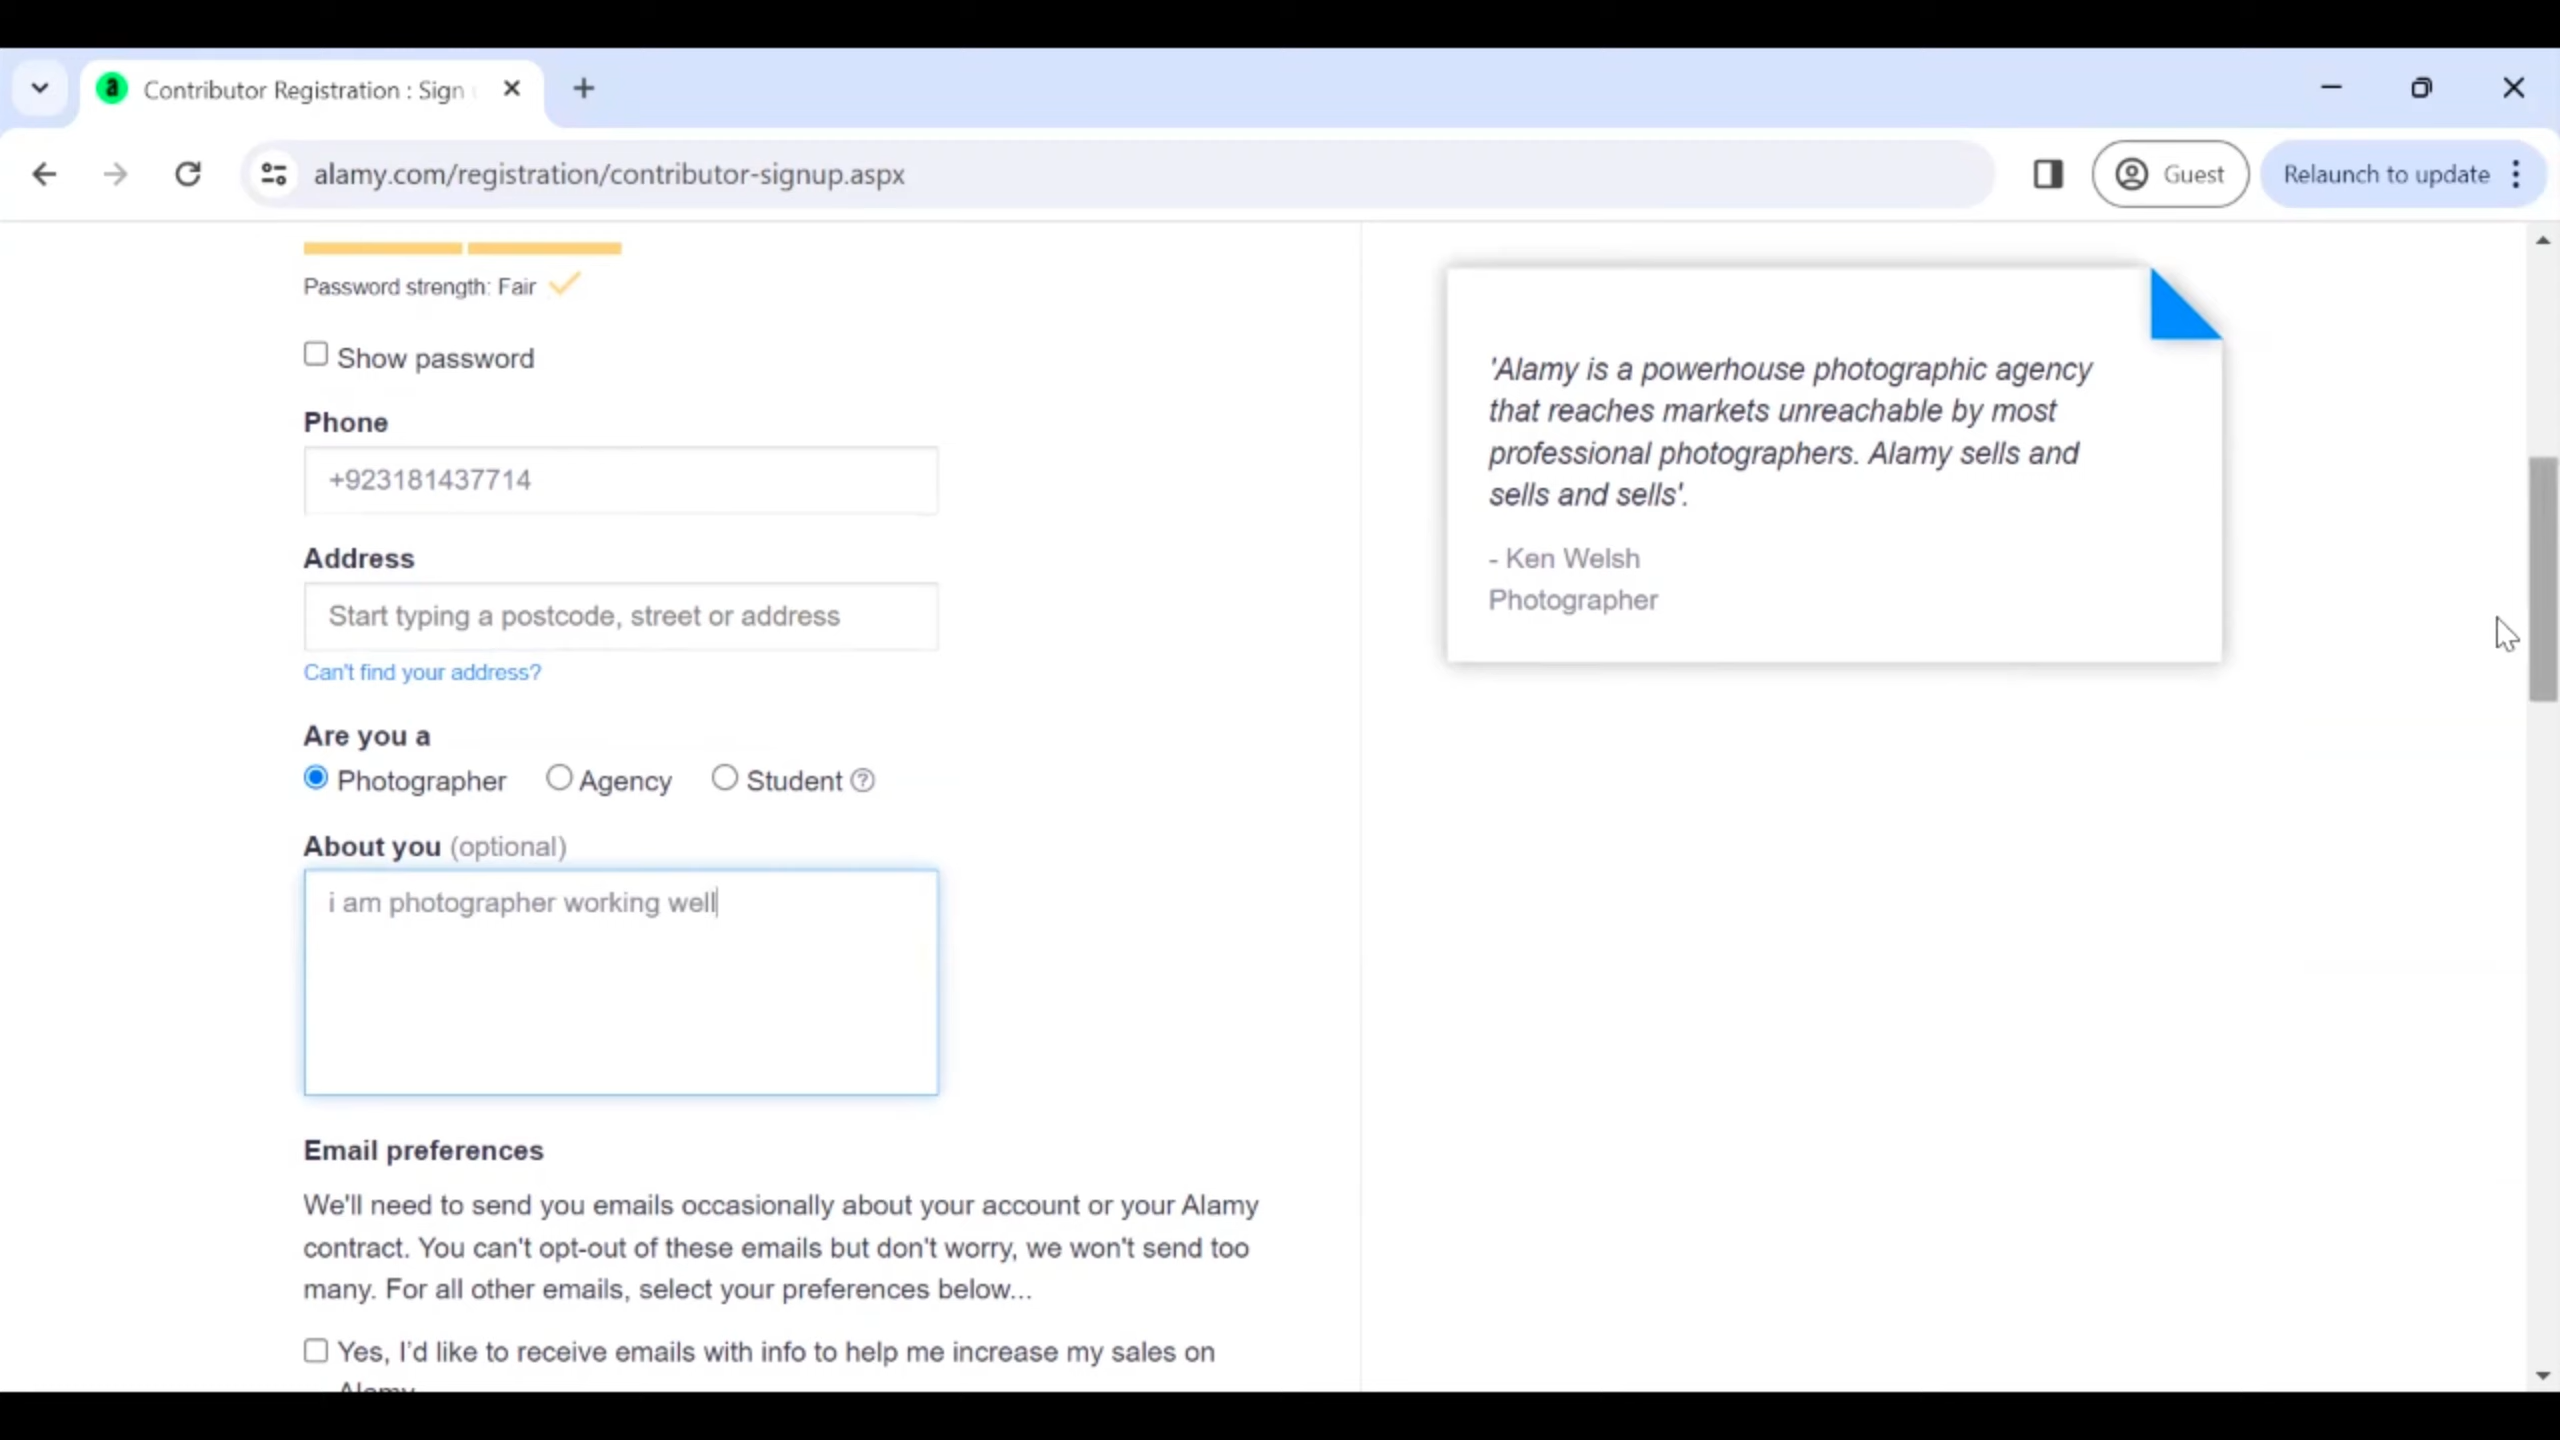 Contributor Registration : Sign
alamy.com/registration/contributor-signup.aspx
Guest
Relaunch to update
Password strength: Fair
Show password
Phone
+923181437714
Address
Start typing a postcode, street or address
Can't find your address?
Are you a
Photographer Agency Student ?
About you (optional)
i am photographer working well
Email preferences
We'll need to send you emails occasionally about your account or your Alamy
contract. You can't opt-out of these emails but don't worry, we won't send too
many. For all other emails, select your preferences below...
Yes, I'd like to receive emails with info to help me increase my sales on
Alamy
'Alamy is a powerhouse photographic agency
that reaches markets unreachable by most
professional photographers. Alamy sells and
sells and sells'.
- Ken Welsh
Photographer